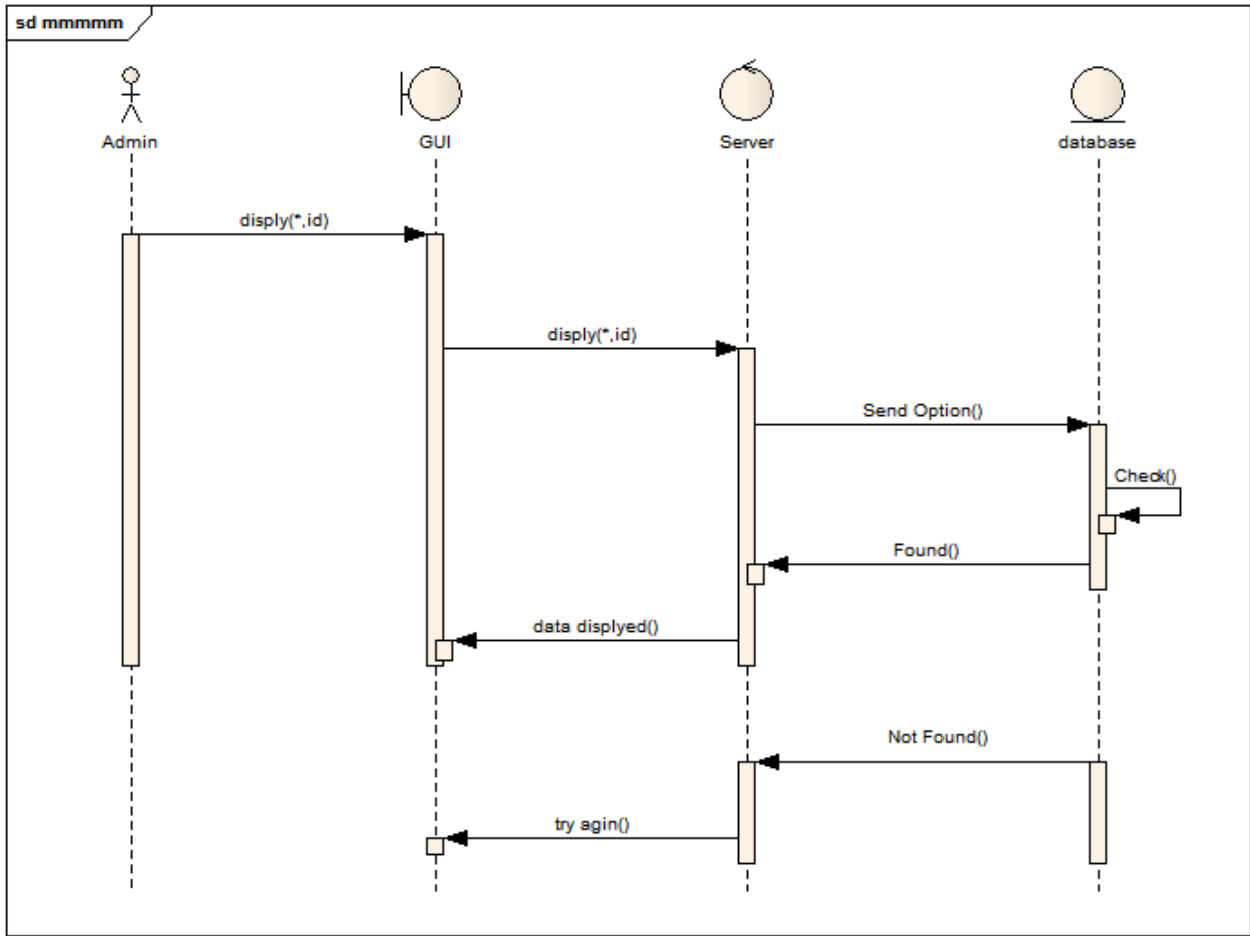 sd mmmmm
Admin
GUI
Server
database
disply(*,id)
disply(*,id)
Send Option()
Check()
Found()
data displyed()
Not Found()
try agin()